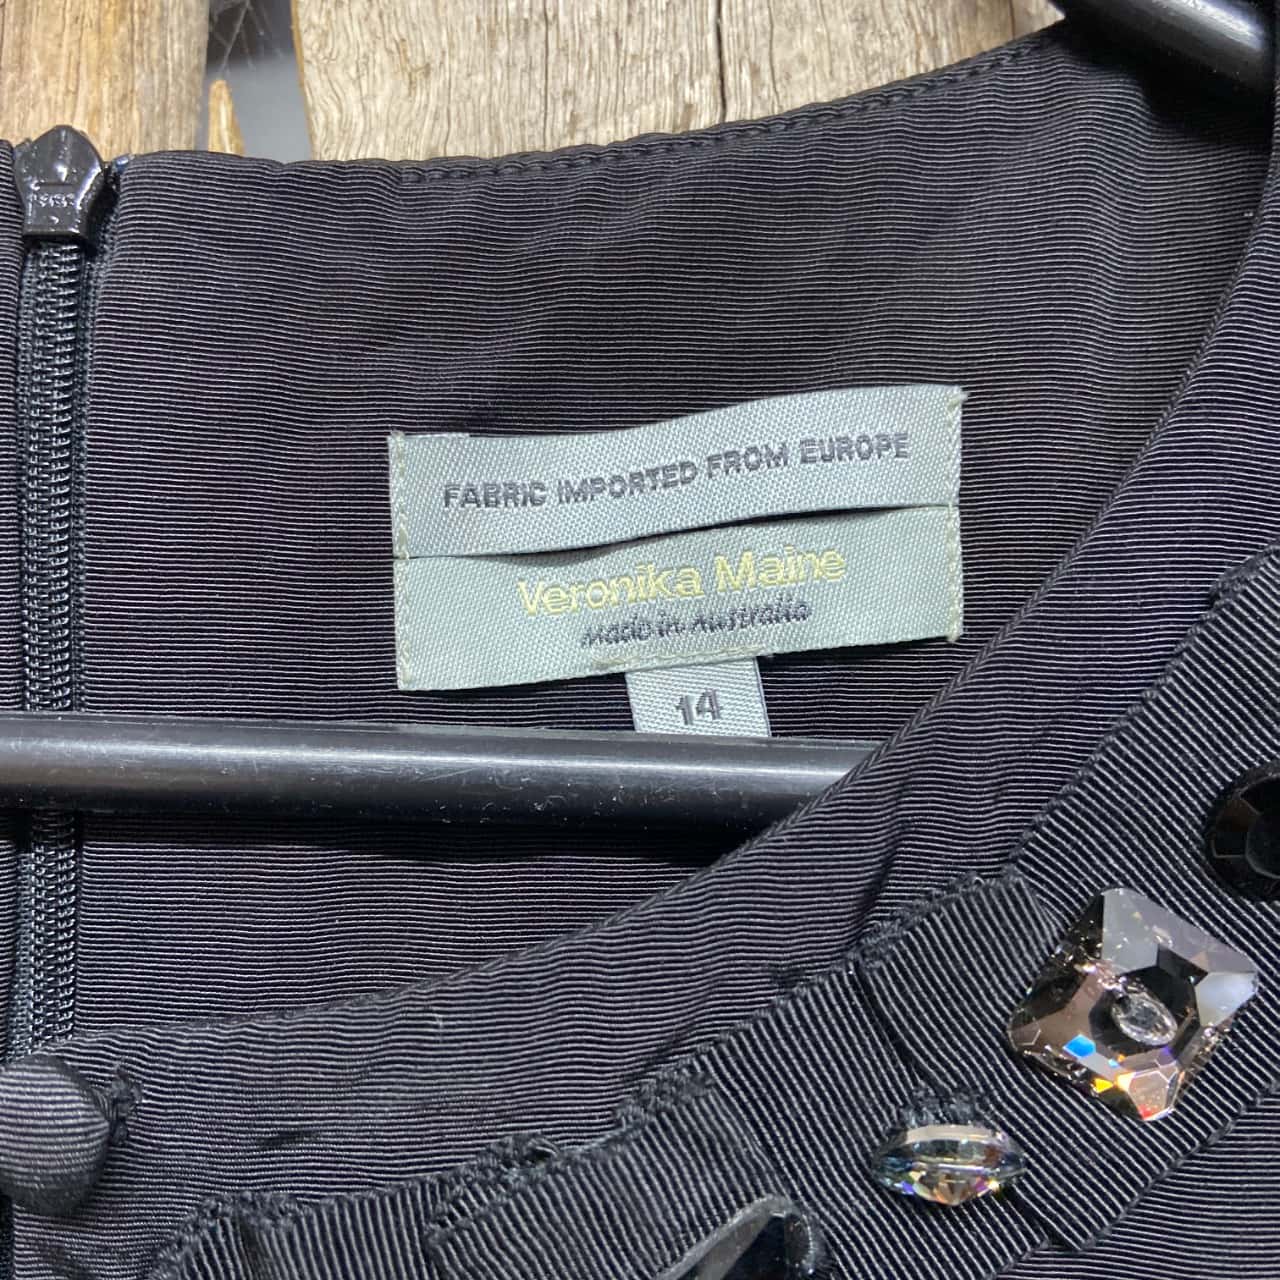 FABRIC IMPORTED FROM EUROPE
Veronika Maine
Made in Australia
14